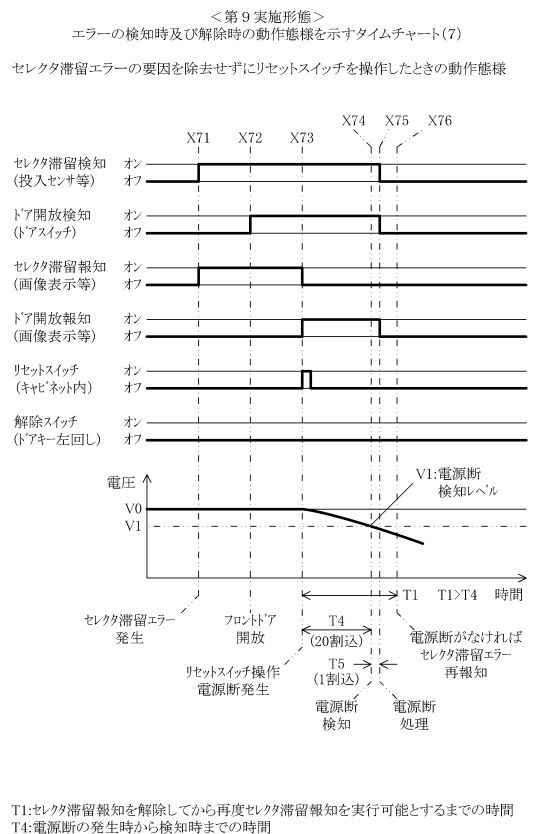 ＜第９実施形態＞
エラーの検知時及び解除時の動作態様を示すタイムチャート(7)
セレクタ滞留エラーの要因を除去せずにリセットスイッチを操作したときの動作態様
X74 X75 X76
X71 X72 X73
セレクタ滞留検知 オン
(投入センサ等) オフ
ドア開放検知 オン
(ドアスイッチ) オフ
セレクタ滞留報知 オン
(画像表示等) オフ
ドア開放報知 オン
(画像表示等) オフ
リセットスイッチ オン
(キャビネット内) オフ
解除スイッチ オン
(ドアキー左回し) オフ
電圧
V1:電源断
検知レベル
V0
V1
T1 T1>T4 時間
セレクタ滞留エラー
発生
フロントドア
開放
T4
(20割込)
電源断がなければ
セレクタ滞留エラー
再報知
リセットスイッチ操作
電源断発生
T5
(1割込)
電源断
検知
電源断
処理
T1:セレクタ滞留報知を解除してから再度セレクタ滞留報知を実行可能とするまでの時間
T4:電源断の発生時から検知時までの時間